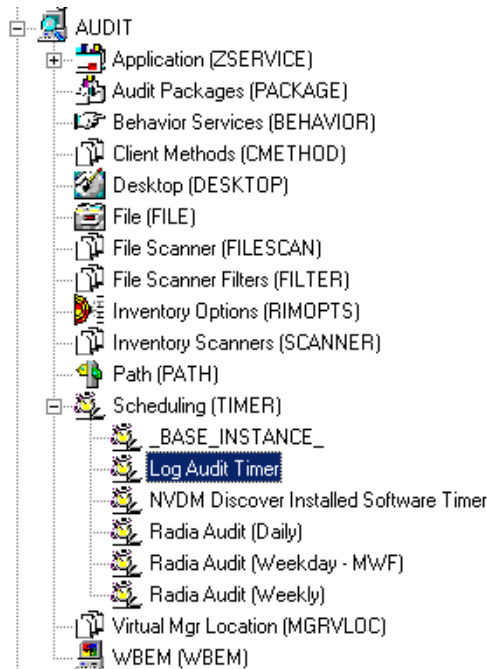 AUDIT
Application (ZSERVICE)
Audit Packages (PACKAGE)
Behavior Services (BEHAVIOR)
Client Methods (CMETHOD)
Desktop (DESKTOP)
File (FILE)
File Scanner (FILESCAN)
File Scanner Filters (FILTER)
Inventory Options (RIMOPTS)
Inventory Scanners (SCANNER)
Path (PATH)
Scheduling (TIMER)
_BASE_INSTANCE_
Log Audit Timer
NVDM Discover Installed Software Timer
Radia Audit (Daily)
Radia Audit (Weekday - MWF)
Radia Audit (Weekly)
Virtual Mgr Location (MGRVLOC)
WBEM (WBEM)